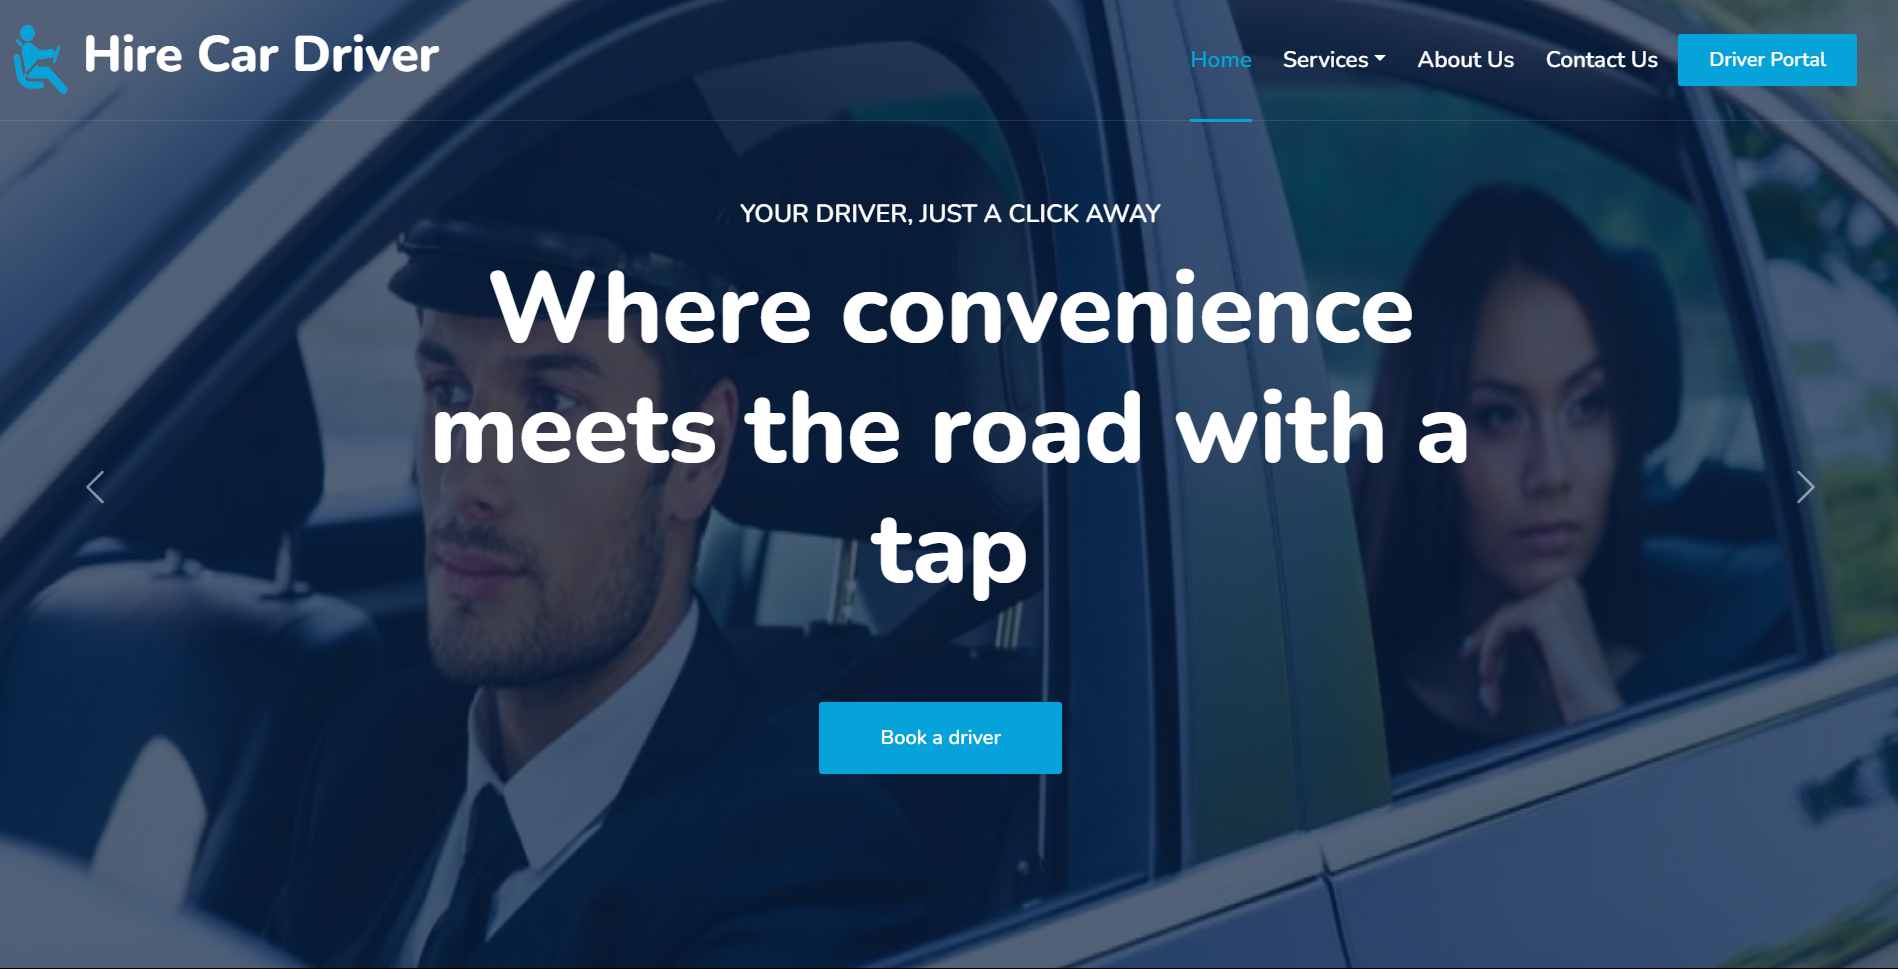 Hire Car Driver
Home Services About Us Contact Us Driver Portal
YOUR DRIVER, JUST A CLICK AWAY
Where convenience
meets the road with a
tap
Book a driver